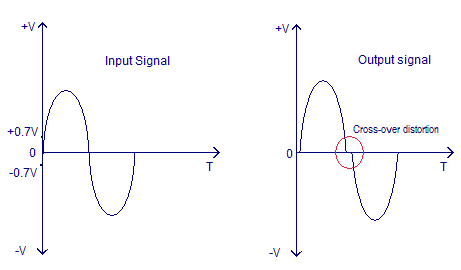 +V
Input Signal
+0.7V
0
-0.7V
T
-V
+V
Output signal
Cross-over distortion
0
T
-V